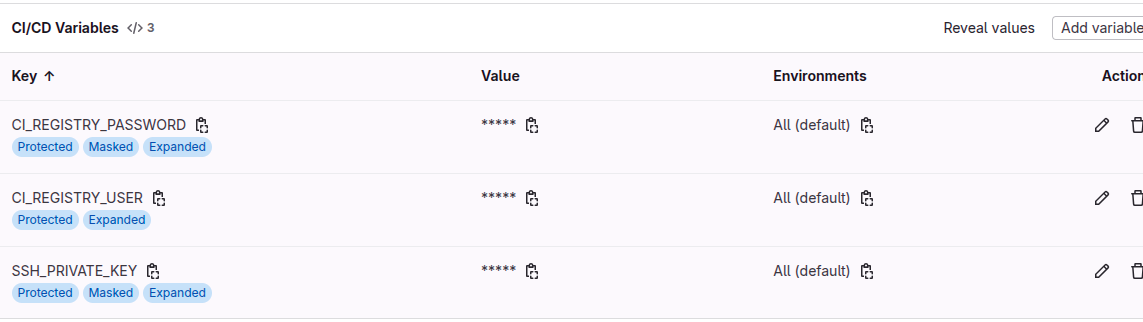 CI/CD Variables </> 3 Reveal values Add variable
Key ↑ Value Environments Action
CI_REGISTRY_PASSWORD ***** All (default)
Protected Masked Expanded
CI_REGISTRY_USER ***** All (default)
Protected Expanded
SSH_PRIVATE_KEY ***** All (default)
Protected Masked Expanded